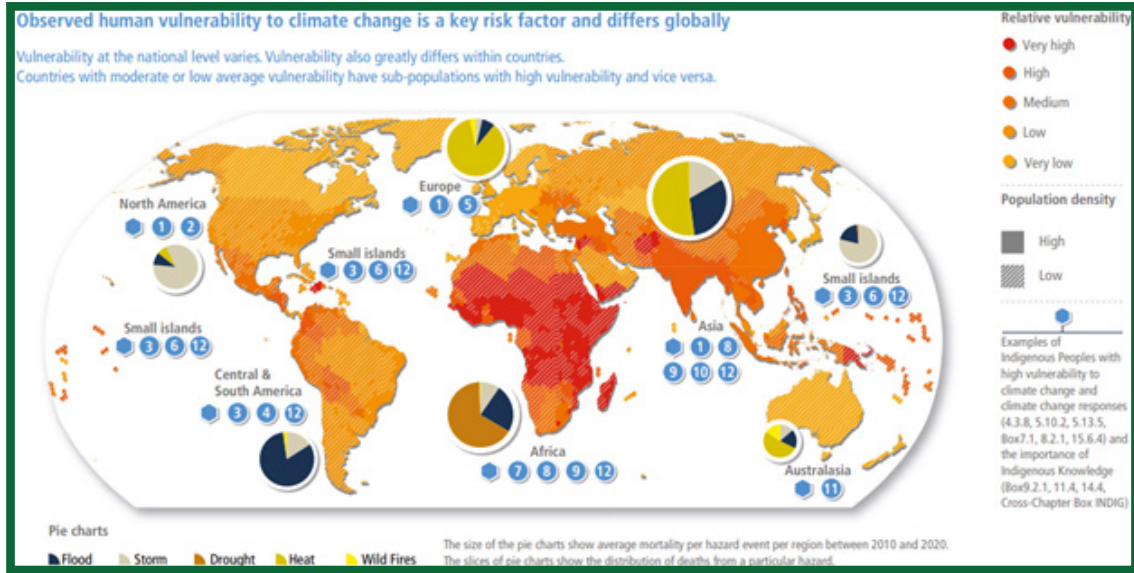 Observed human vulnerability to climate change is a key risk factor and differs globally
Vulnerability at the national level varies. Vulnerability also greatly differs within countries.
Countries with moderate or low average vulnerability have sub-populations with high vulnerability and vice versa.
Relative vulnerability
Very high
High
Medium
Low
Very low
Population density
High
Low
Examples of
Indigenous Peoples with
high vulnerability to
climate change and
climate change responses
(4.3.8, 5.10.2, 5.13.5,
Box7.1, 8.2.1, 15.6.4) and
the importance of
Indigenous Knowledge
(Box9.2.1, 11.4, 14.4,
Cross-Chapter Box INDIG)
North America
1 2
Europe
1 5
Small islands
3 6 12
Small islands
3 6 12
Small islands
3 6 12
Asia
1 8
9 10 12
Central &
South America
3 4 12
Africa
7 8 9 12
Australasia
11
Pie charts
Flood Storm Drought Heat Wild Fires
The size of the pie charts show average mortality per hazard event per region between 2010 and 2020.
The slices of pie charts show the distribution of deaths from a particular hazard.